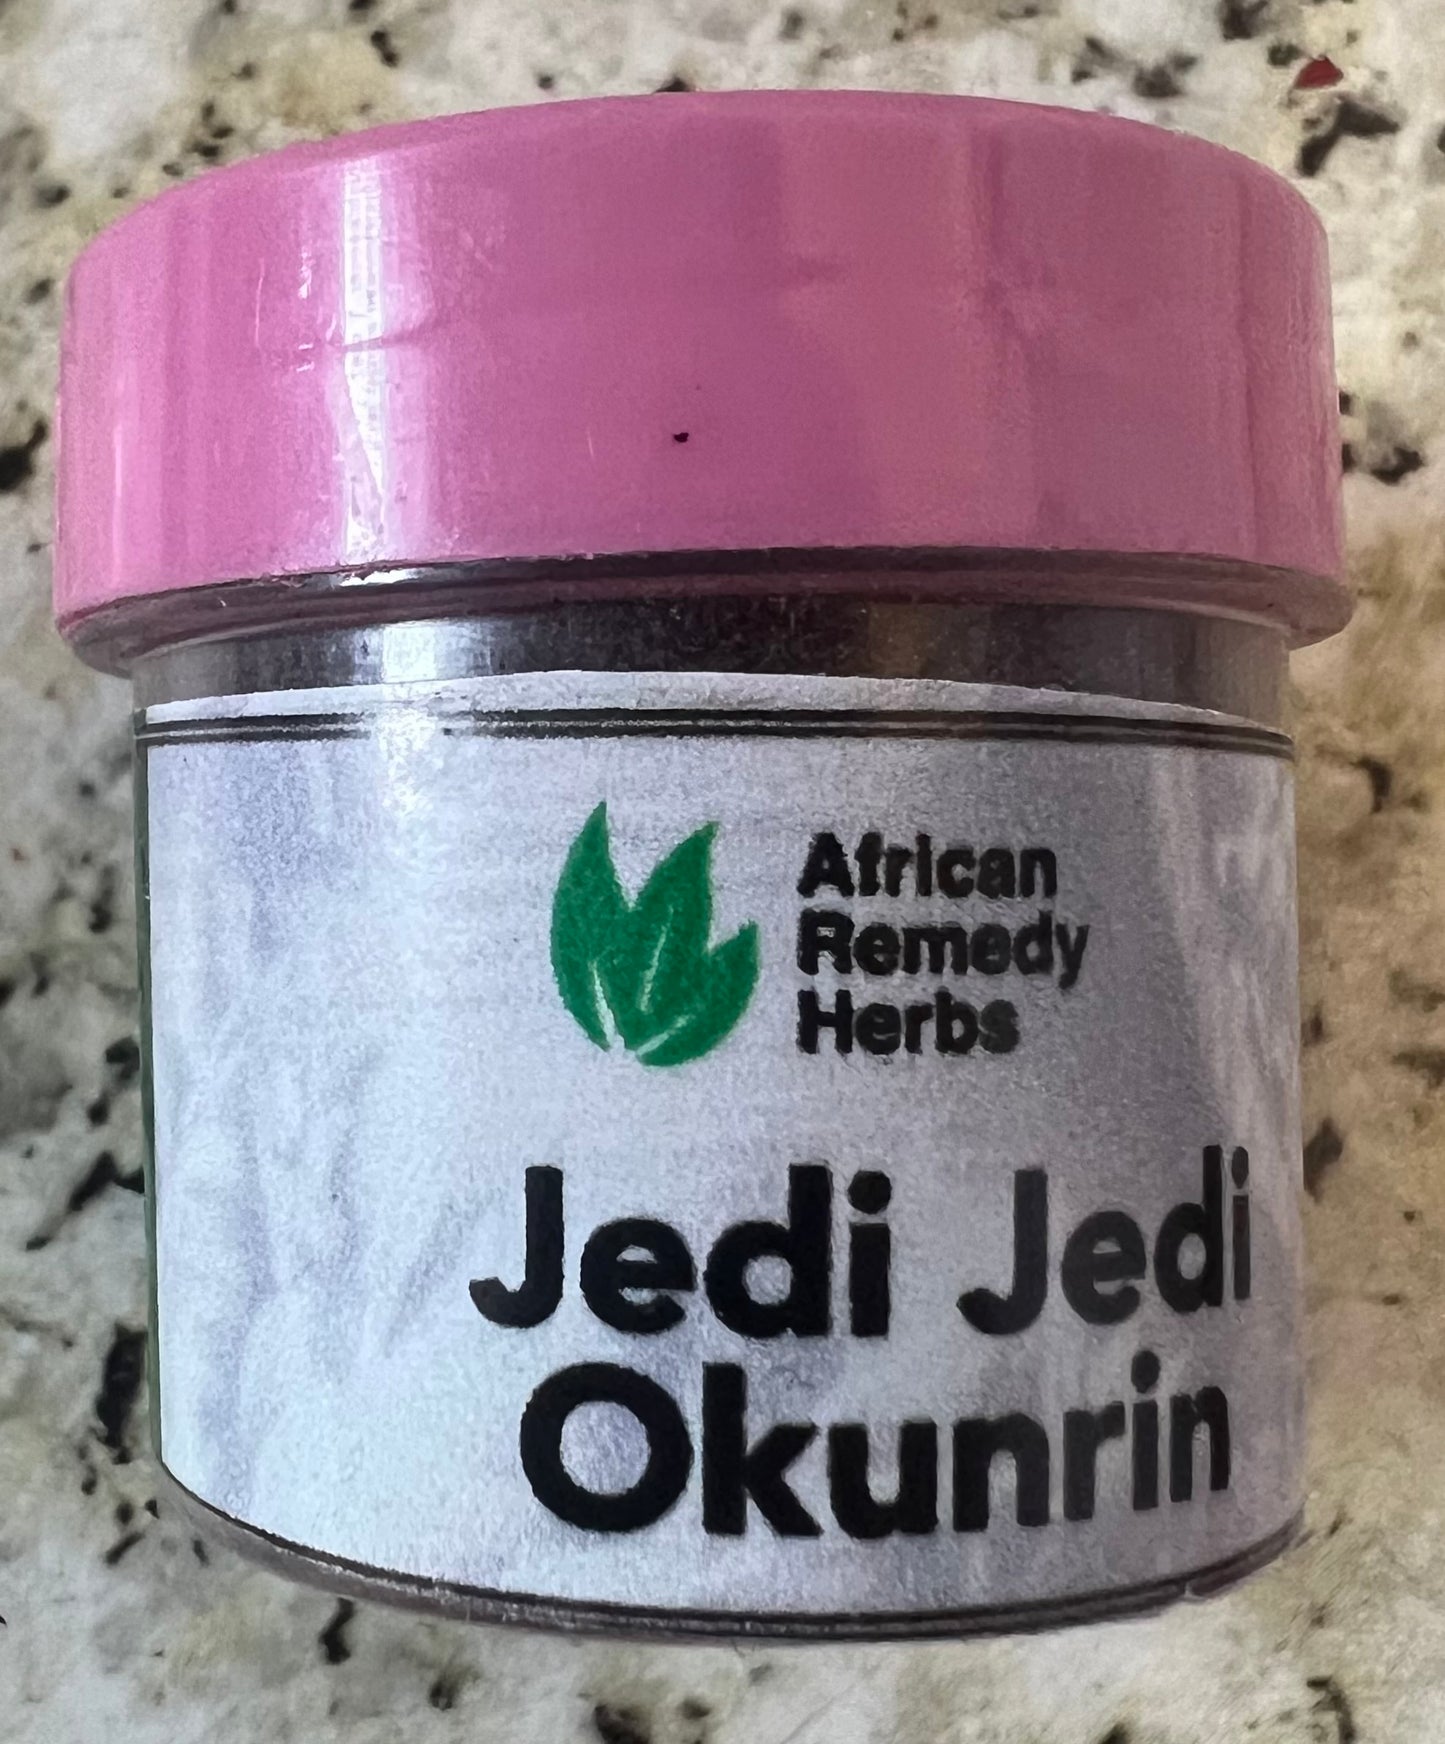 African
Remedy
Herbs
Jedi Jedi
Okunrin